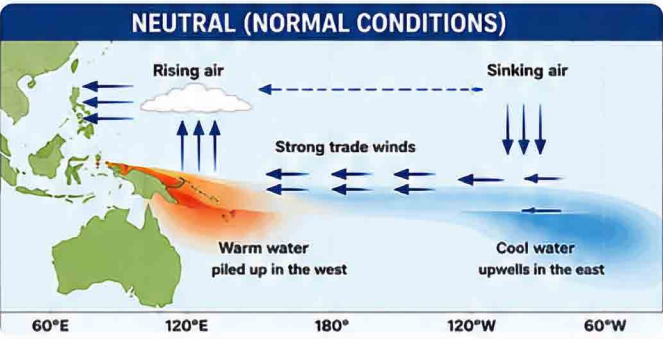 NEUTRAL (NORMAL CONDITIONS)
Rising air
Sinking air
Strong trade winds
Warm water
piled up in the west
Cool water
upwells in the east
60°E 120°E 180° 120°W 60°W